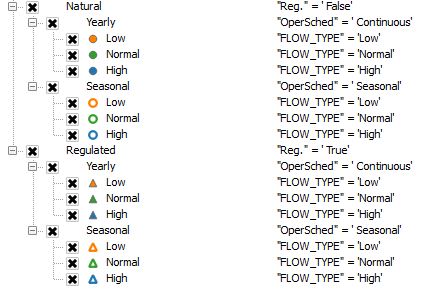 Natural "Reg." = ' False'
Yearly "OperSched" = ' Continuous'
Low "FLOW_TYPE" = 'Low'
Normal "FLOW_TYPE" = 'Normal'
High "FLOW_TYPE" = 'High'
Seasonal "OperSched" = ' Seasonal'
Low "FLOW_TYPE" = 'Low'
Normal "FLOW_TYPE" = 'Normal'
High "FLOW_TYPE" = 'High'
Regulated "Reg." = ' True'
Yearly "OperSched" = ' Continuous'
Low "FLOW_TYPE" = 'Low'
Normal "FLOW_TYPE" = 'Normal'
High "FLOW_TYPE" = 'High'
Seasonal "OperSched" = ' Seasonal'
Low "FLOW_TYPE" = 'Low'
Normal "FLOW_TYPE" = 'Normal'
High "FLOW_TYPE" = 'High'